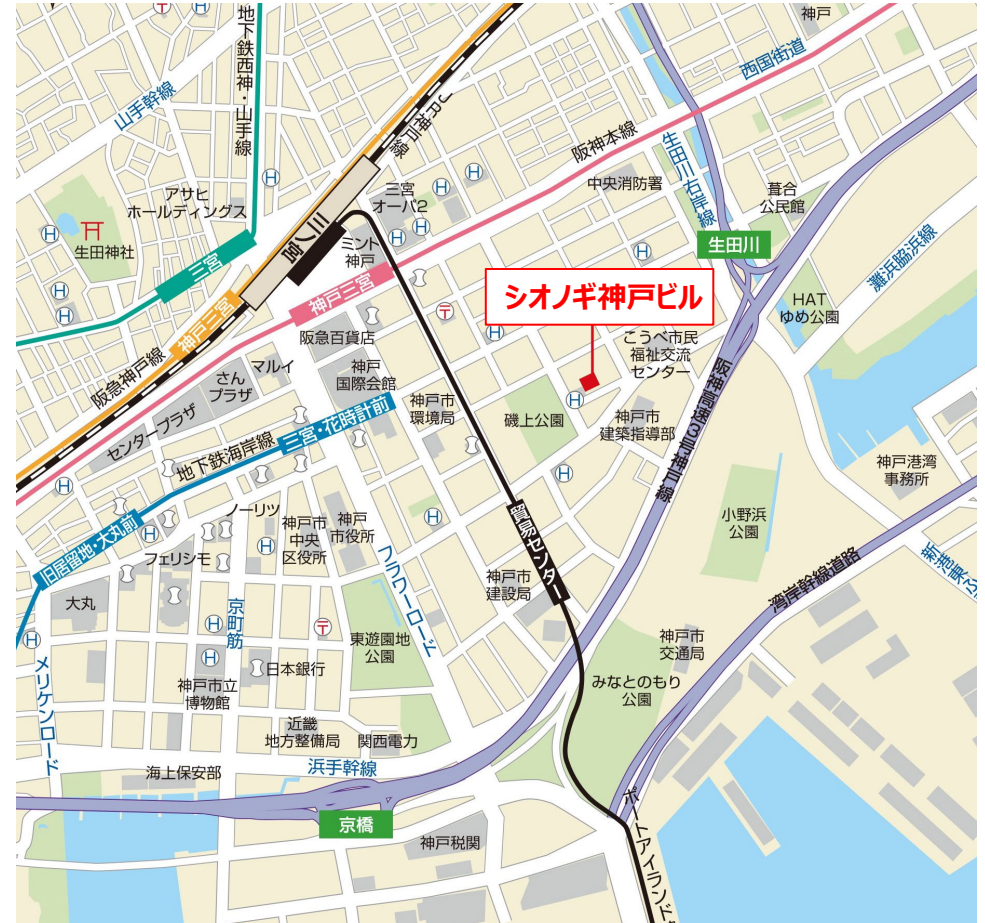 地下鉄西神・山手線
神戸
西国街道
山手幹線
JR神戸線
阪神本線
生田川右岸線
中央消防署
葺合
公民館
アサヒ
ホールディングス
三宮
オーパ2
生田神社
三宮
三ノ宮
ミント
神戸
生田川
灘浜脇浜線
神戸三宮
シオノギ神戸ビル
HAT
ゆめ公園
神戸三宮
阪急百貨店
こうべ市民
福祉交流
センター
阪急神戸線
マルイ
さん
プラザ
神戸
国際会館
センタープラザ
三宮・花時計前
神戸市
環境局
磯上公園
神戸市
建築指導部
阪神高速3号神戸線
地下鉄海岸線
神戸港湾
事務所
ノーリツ
神戸市
中央
区役所
神戸
市役所
貿易センター
小野浜
公園
旧居留地・大丸前
フェリシモ
フラワーロード
神戸市
建設局
新港東ふ
湾岸幹線道路
大丸
京町筋
東遊園地
公園
神戸市
交通局
メリケンロード
日本銀行
神戸市立
博物館
みなとのもり
公園
近畿
地方整備局
関西電力
海上保安部
浜手幹線
京橋
神戸税関
ポートアイランド